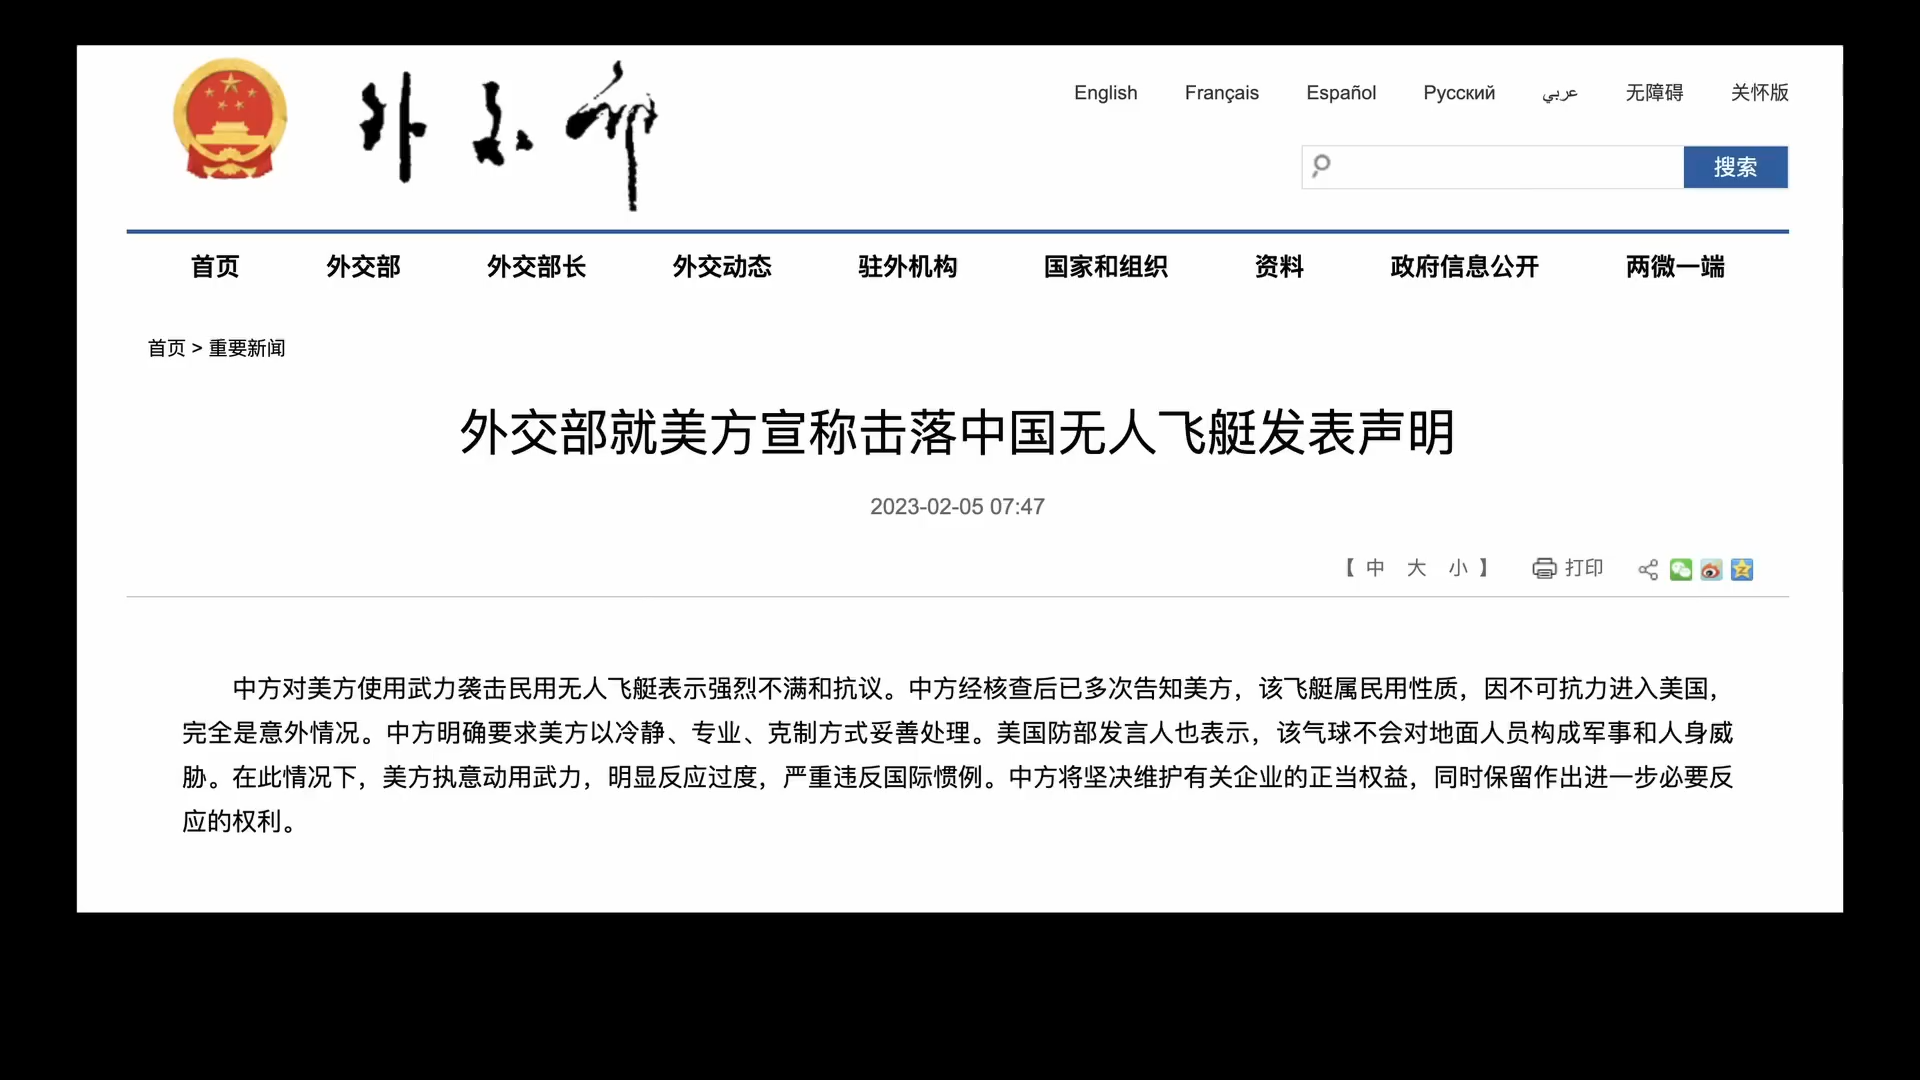 外交部
English Français Español Русский عربي 无障碍 关怀版
搜索
首页 外交部 外交部长 外交动态 驻外机构 国家和组织 资料 政府信息公开 两微一端
首页 > 重要新闻
外交部就美方宣称击落中国无人飞艇发表声明
2023-02-05 07:47
【 中 大 小 】 打印
中方对美方使用武力袭击民用无人飞艇表示强烈不满和抗议。中方经核查后已多次告知美方，该飞艇属民用性质，因不可抗力进入美国，
完全是意外情况。中方明确要求美方以冷静、专业、克制方式妥善处理。美国防部发言人也表示，该气球不会对地面人员构成军事和人身威
胁。在此情况下，美方执意动用武力，明显反应过度，严重违反国际惯例。中方将坚决维护有关企业的正当权益，同时保留作出进一步必要反
应的权利。